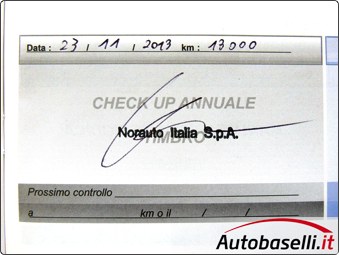 Data : 23 / 11 / 2013 km : 13000
CHECK UP ANNUALE
Norauto Italia S.p.A.
TIMBRO
Prossimo controllo
a km o il / /
Autobaselli.it